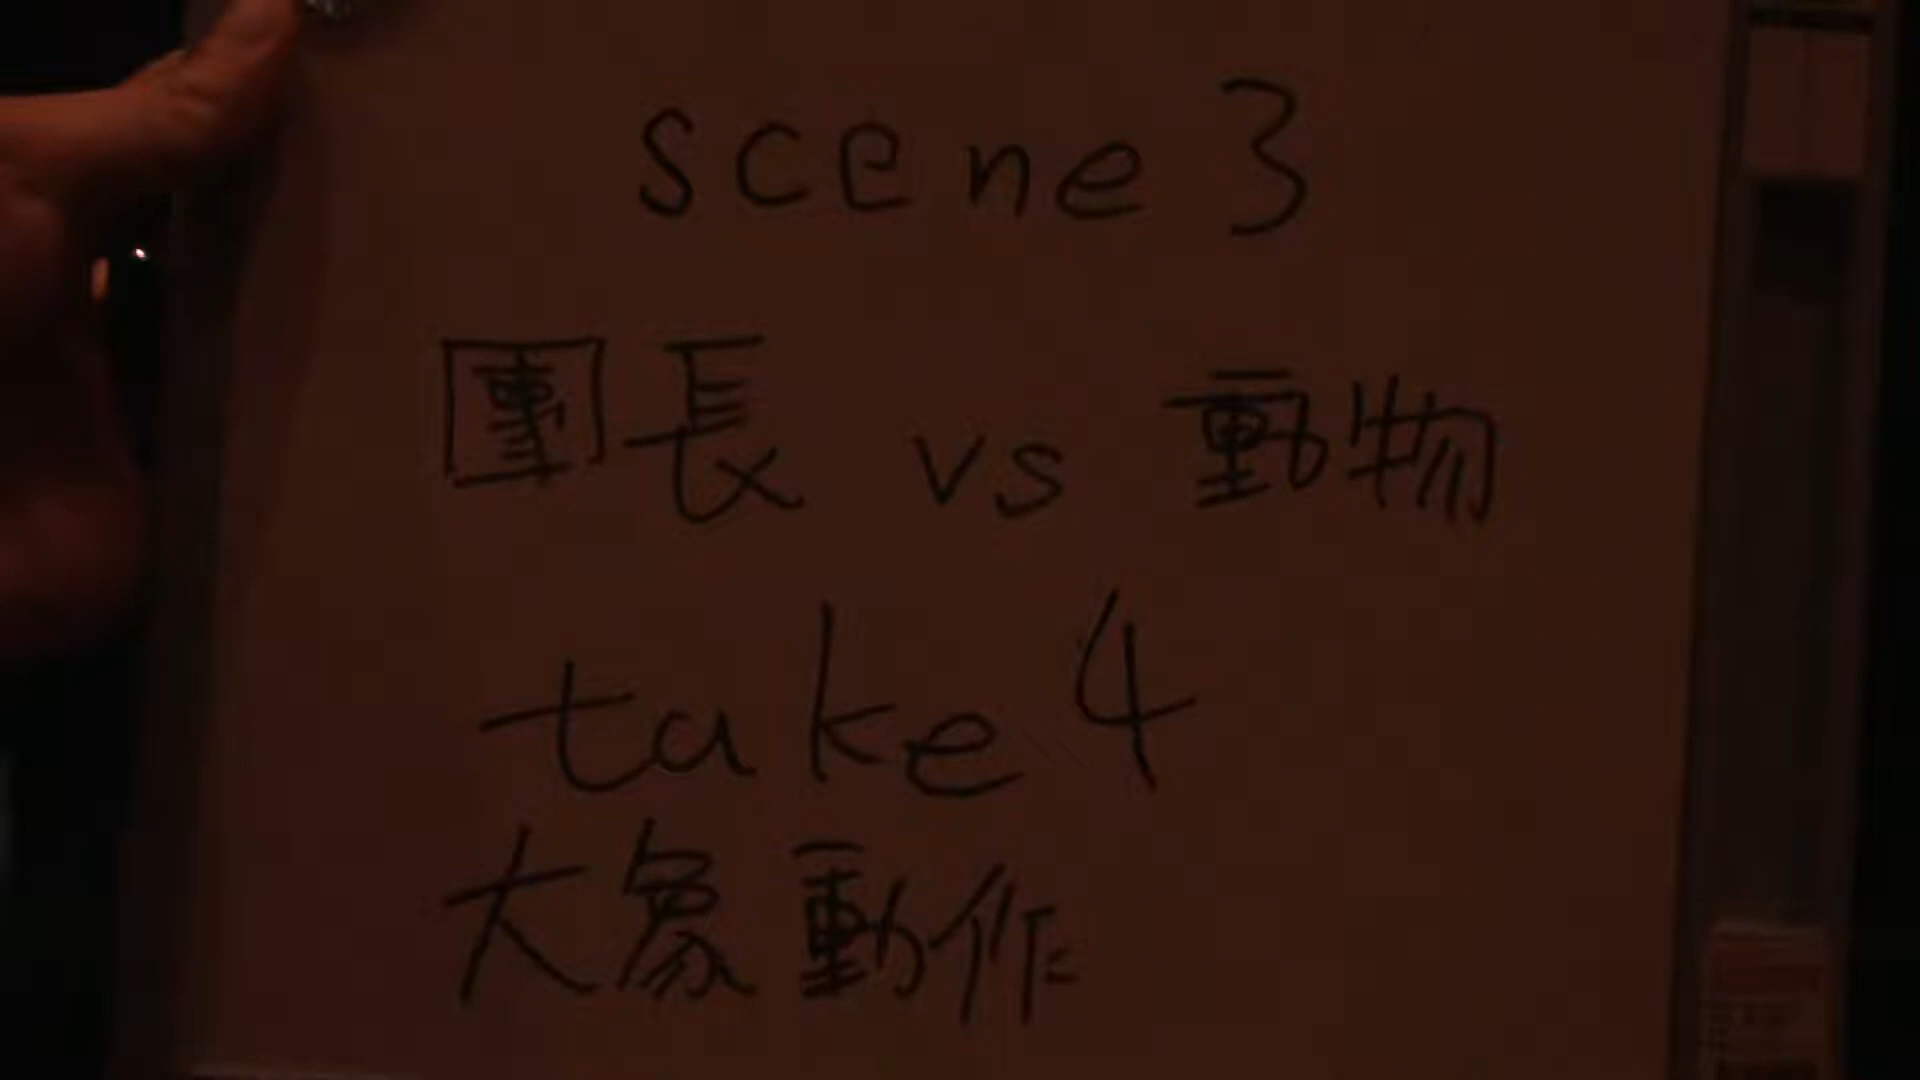 scene 3
團長 vs 動物
take 4
大象動作